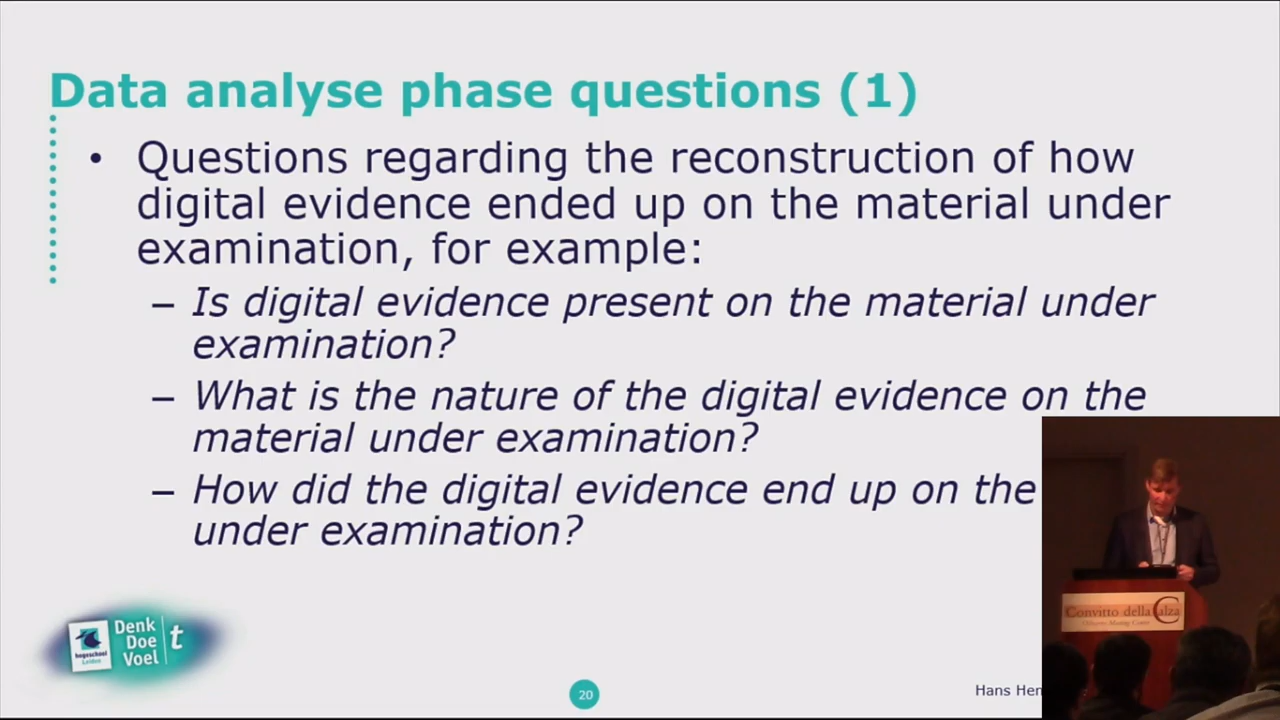 Data analyse phase questions (1)
• Questions regarding the reconstruction of how
digital evidence ended up on the material under
examination, for example:
– Is digital evidence present on the material under
examination?
– What is the nature of the digital evidence on the
material under examination?
– How did the digital evidence end up on the
under examination?
hogeschool
Leiden
Denk
Doe
Voel
t
20
Hans Hen
Convitto della Calza